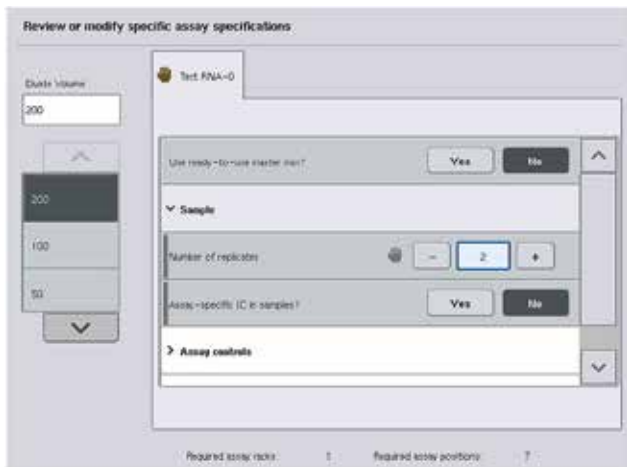 Review or modify specific assay specifications
Eluate Volume
200
200
100
50
Test RNA-0
Use ready-to-use master mix?
Yes
No
Sample
Number of replicates
-
2
+
Assay-specific IC in samples?
Yes
No
Assay controls
Required assay racks: 1
Required assay positions: 7